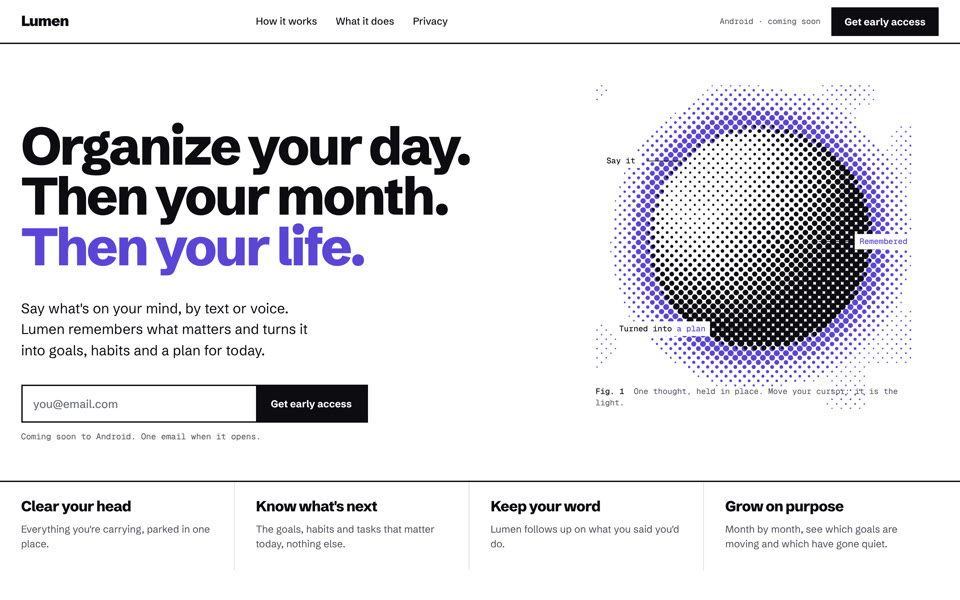 Lumen
How it works
What it does
Privacy
Android · coming soon
Get early access
Organize your day.
Then your month.
Then your life.
Say what's on your mind, by text or voice.
Lumen remembers what matters and turns it
into goals, habits and a plan for today.
you@email.com
Get early access
Coming soon to Android. One email when it opens.
Say it
Remembered
Turned into a plan
Fig. 1 One thought, held in place. Move your cursor; it is the
light.
Clear your head
Everything you're carrying, parked in one
place.
Know what's next
The goals, habits and tasks that matter
today, nothing else.
Keep your word
Lumen follows up on what you said you'd
do.
Grow on purpose
Month by month, see which goals are
moving and which have gone quiet.